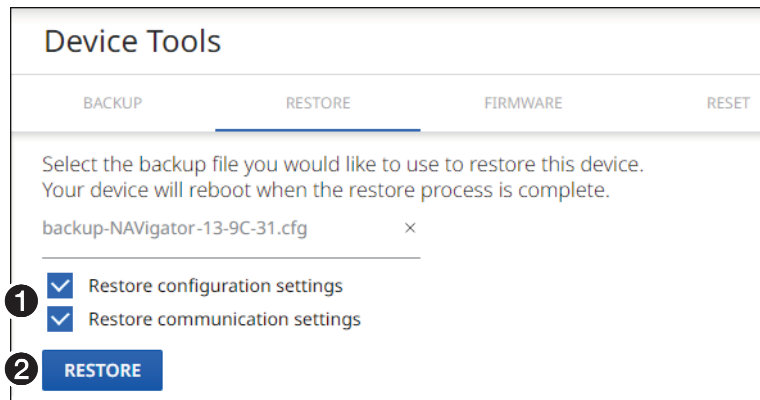 Device Tools
BACKUP RESTORE FIRMWARE RESET
Select the backup file you would like to use to restore this device.
Your device will reboot when the restore process is complete.
backup-NAVigator-13-9C-31.cfg ×
1
Restore configuration settings
Restore communication settings
2 RESTORE